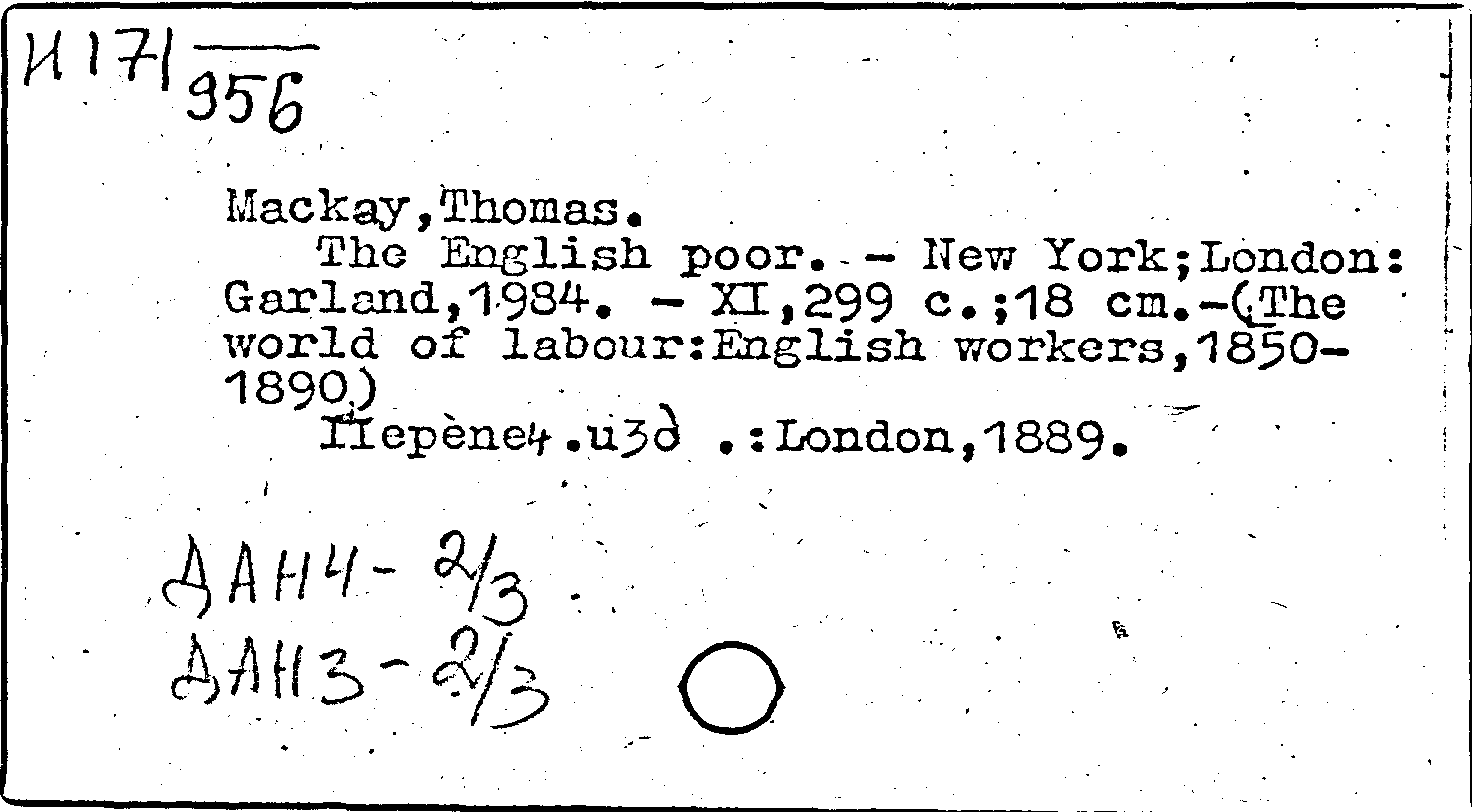 И171
956
Mackay,Thomas.
The English poor. - New York;London:
Garland,1984. - XI,299 c.;18 cm.-(The
world of labour:English workers,1850-
1890)
Перепеч.изд .:London,1889.
ДАН4- 2/3
ДАН3- 2/3